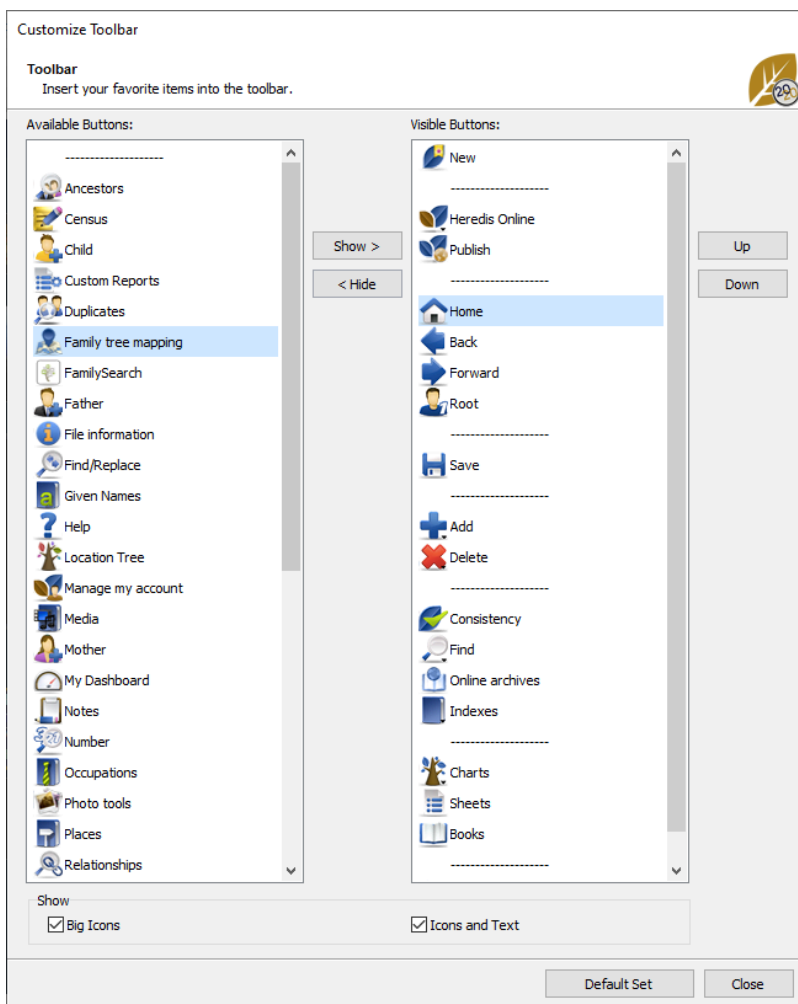 Customize Toolbar
Toolbar
Insert your favorite items into the toolbar.
2020
Available Buttons:
--------------------
Ancestors
Census
Child
Custom Reports
Duplicates
Family tree mapping
FamilySearch
Father
File information
Find/Replace
Given Names
Help
Location Tree
Manage my account
Media
Mother
My Dashboard
Notes
Number
Occupations
Photo tools
Places
Relationships
Show >
< Hide
Visible Buttons:
New
--------------------
Heredis Online
Publish
--------------------
Home
Back
Forward
Root
--------------------
Save
--------------------
Add
Delete
--------------------
Consistency
Find
Online archives
Indexes
--------------------
Charts
Sheets
Books
--------------------
Up
Down
Show
Big Icons
Icons and Text
Default Set
Close